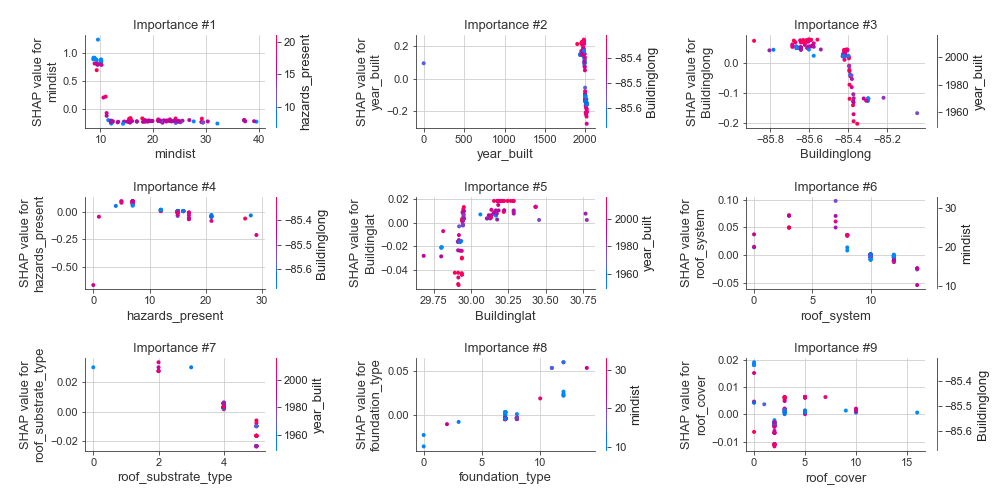 Importance #1
SHAP value for
mindist
1.0
0.5
0.0
10
20
30
40
mindist
20
15
10
hazards_present
Importance #2
SHAP value for
year_built
0.2
0.0
−0.2
0
500
1000
1500
2000
year_built
−85.4
−85.5
−85.6
Buildinglong
Importance #3
SHAP value for
Buildinglong
0.0
−0.1
−0.2
−85.8
−85.6
−85.4
−85.2
Buildinglong
2000
1980
1960
year_built
Importance #4
SHAP value for
hazards_present
0.00
−0.25
−0.50
0
10
20
30
hazards_present
−85.4
−85.5
−85.6
Buildinglong
Importance #5
SHAP value for
Buildinglat
0.02
0.00
−0.02
−0.04
29.75
30.00
30.25
30.50
30.75
Buildinglat
2000
1980
1960
year_built
Importance #6
SHAP value for
roof_system
0.10
0.05
0.00
−0.05
0
5
10
roof_system
30
20
10
mindist
Importance #7
SHAP value for
roof_substrate_type
0.02
0.00
−0.02
0
2
4
roof_substrate_type
2000
1980
1960
year_built
Importance #8
SHAP value for
foundation_type
0.05
0.00
0
5
10
foundation_type
30
20
10
mindist
Importance #9
SHAP value for
roof_cover
0.02
0.01
0.00
−0.01
0
5
10
15
roof_cover
−85.4
−85.5
−85.6
Buildinglong